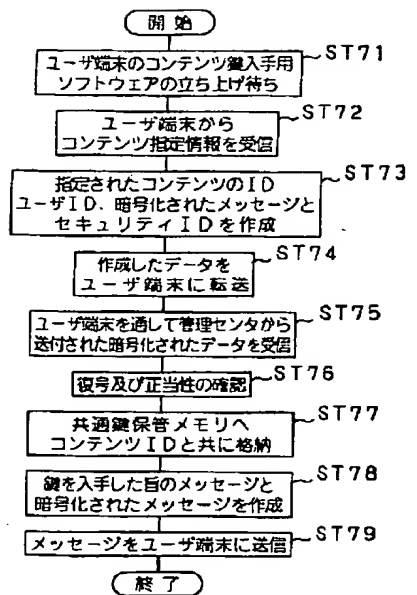 開始
ST71
ユーザ端末のコンテンツ鍵入手用
ソフトウェアの立ち上げ待ち
ST72
ユーザ端末から
コンテンツ指定情報を受信
ST73
指定されたコンテンツのID
ユーザID、暗号化されたメッセージと
セキュリティIDを作成
ST74
作成したデータを
ユーザ端末に転送
ST75
ユーザ端末を通して管理センタから
送付された暗号化されたデータを受信
ST76
復号及び正当性の確認
ST77
共通鍵保管メモリへ
コンテンツIDと共に格納
ST78
鍵を入手した旨のメッセージと
暗号化されたメッセージを作成
ST79
メッセージをユーザ端末に送信
終了